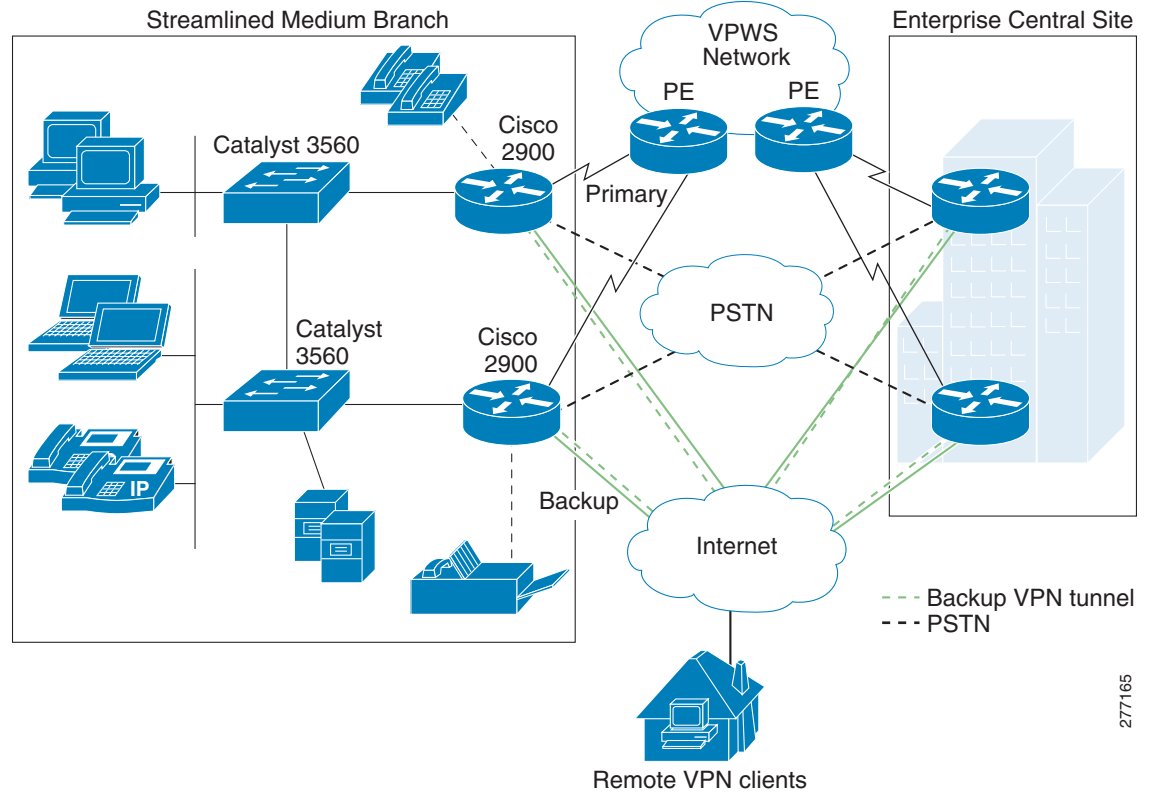 Streamlined Medium Branch
VPWS
Network
Enterprise Central Site
PE
PE
Cisco
2900
Catalyst 3560
Primary
PSTN
Catalyst
3560
Cisco
2900
IP
Backup
Internet
Backup VPN tunnel
PSTN
Remote VPN clients
277165